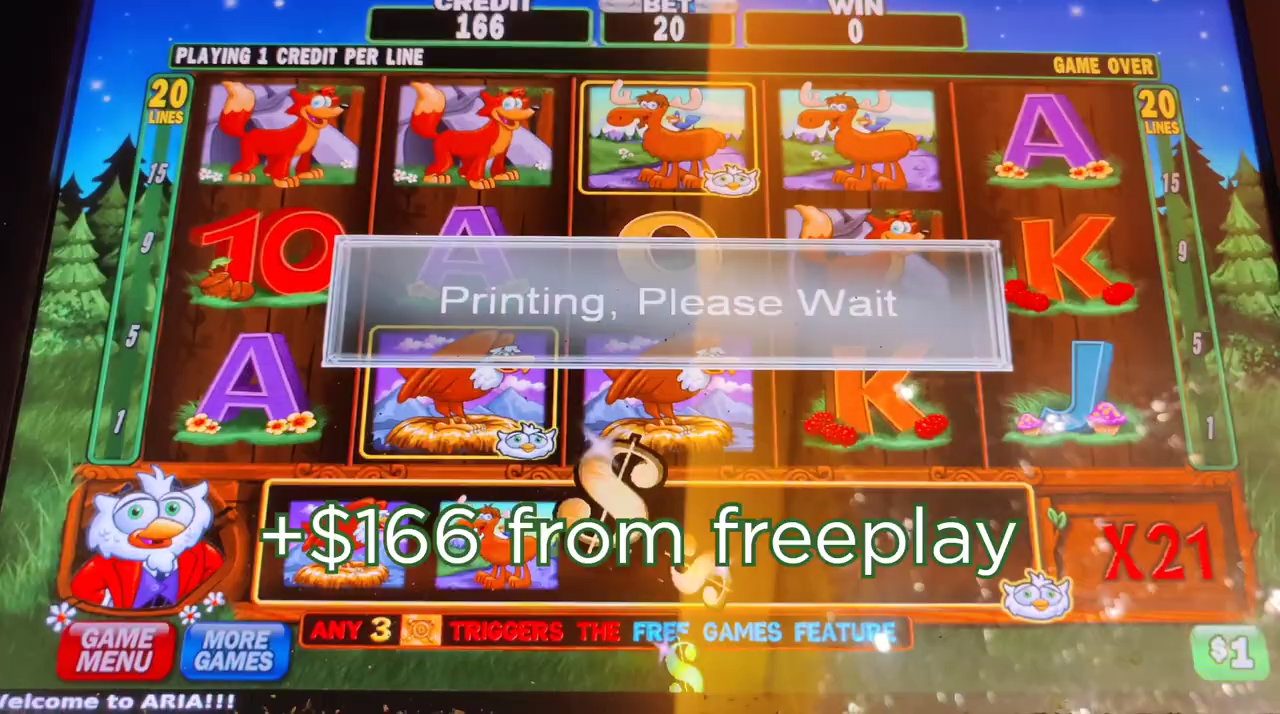 CREDIT
166
BET
20
WIN
0
PLAYING 1 CREDIT PER LINE
GAME OVER
20
LINES
15
9
5
1
20
LINES
15
9
5
1
A
10
A
Q
K
A
K
J
Printing, Please Wait
+$166 from freeplay
$
X21
ANY 3 TRIGGERS THE FREE GAMES FEATURE
GAME
MENU
MORE
GAMES
$
$1
Welcome to ARIA!!!